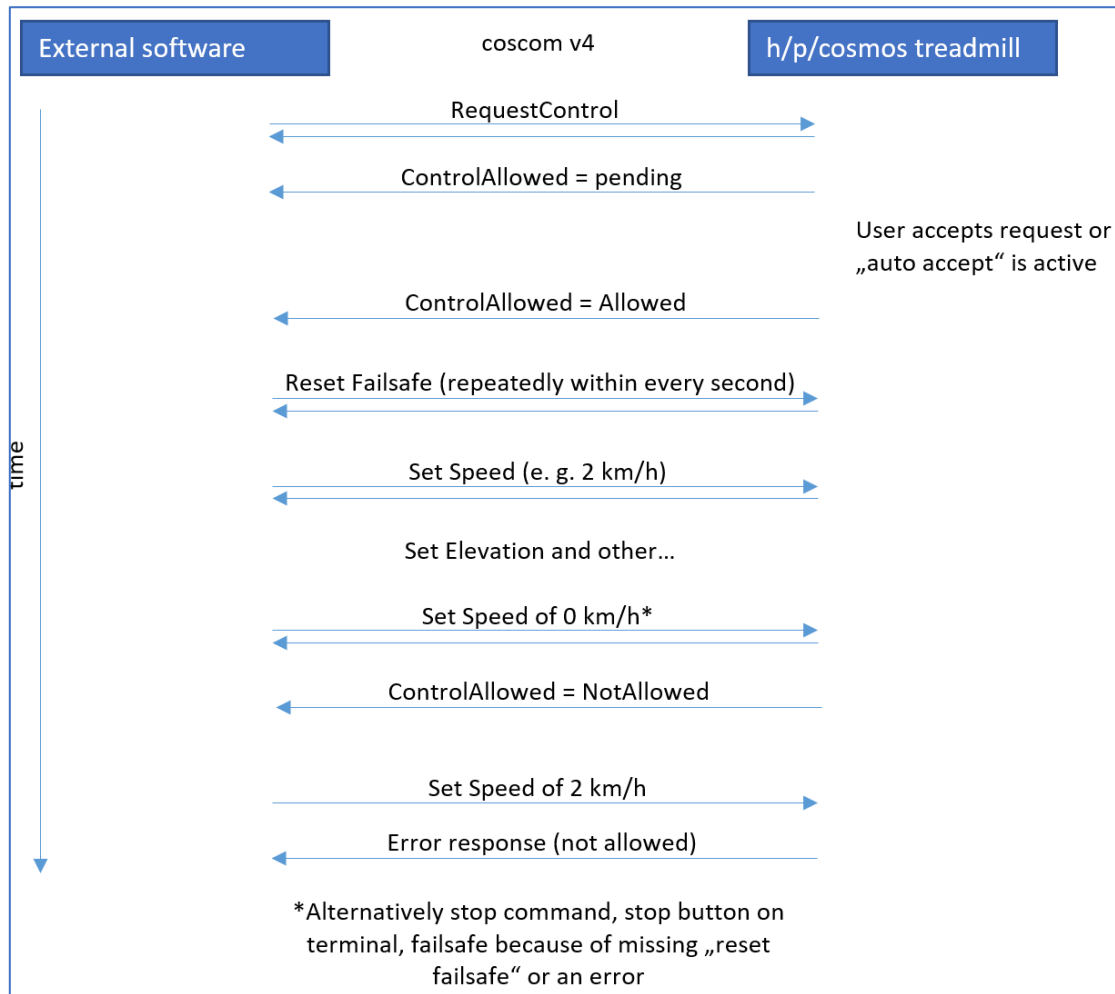 External software
coscom v4
h/p/cosmos treadmill
RequestControl
ControlAllowed = pending
User accepts request or
„auto accept“ is active
ControlAllowed = Allowed
Reset Failsafe (repeatedly within every second)
time
Set Speed (e. g. 2 km/h)
Set Elevation and other…
Set Speed of 0 km/h*
ControlAllowed = NotAllowed
Set Speed of 2 km/h
Error response (not allowed)
*Alternatively stop command, stop button on
terminal, failsafe because of missing „reset
failsafe“ or an error